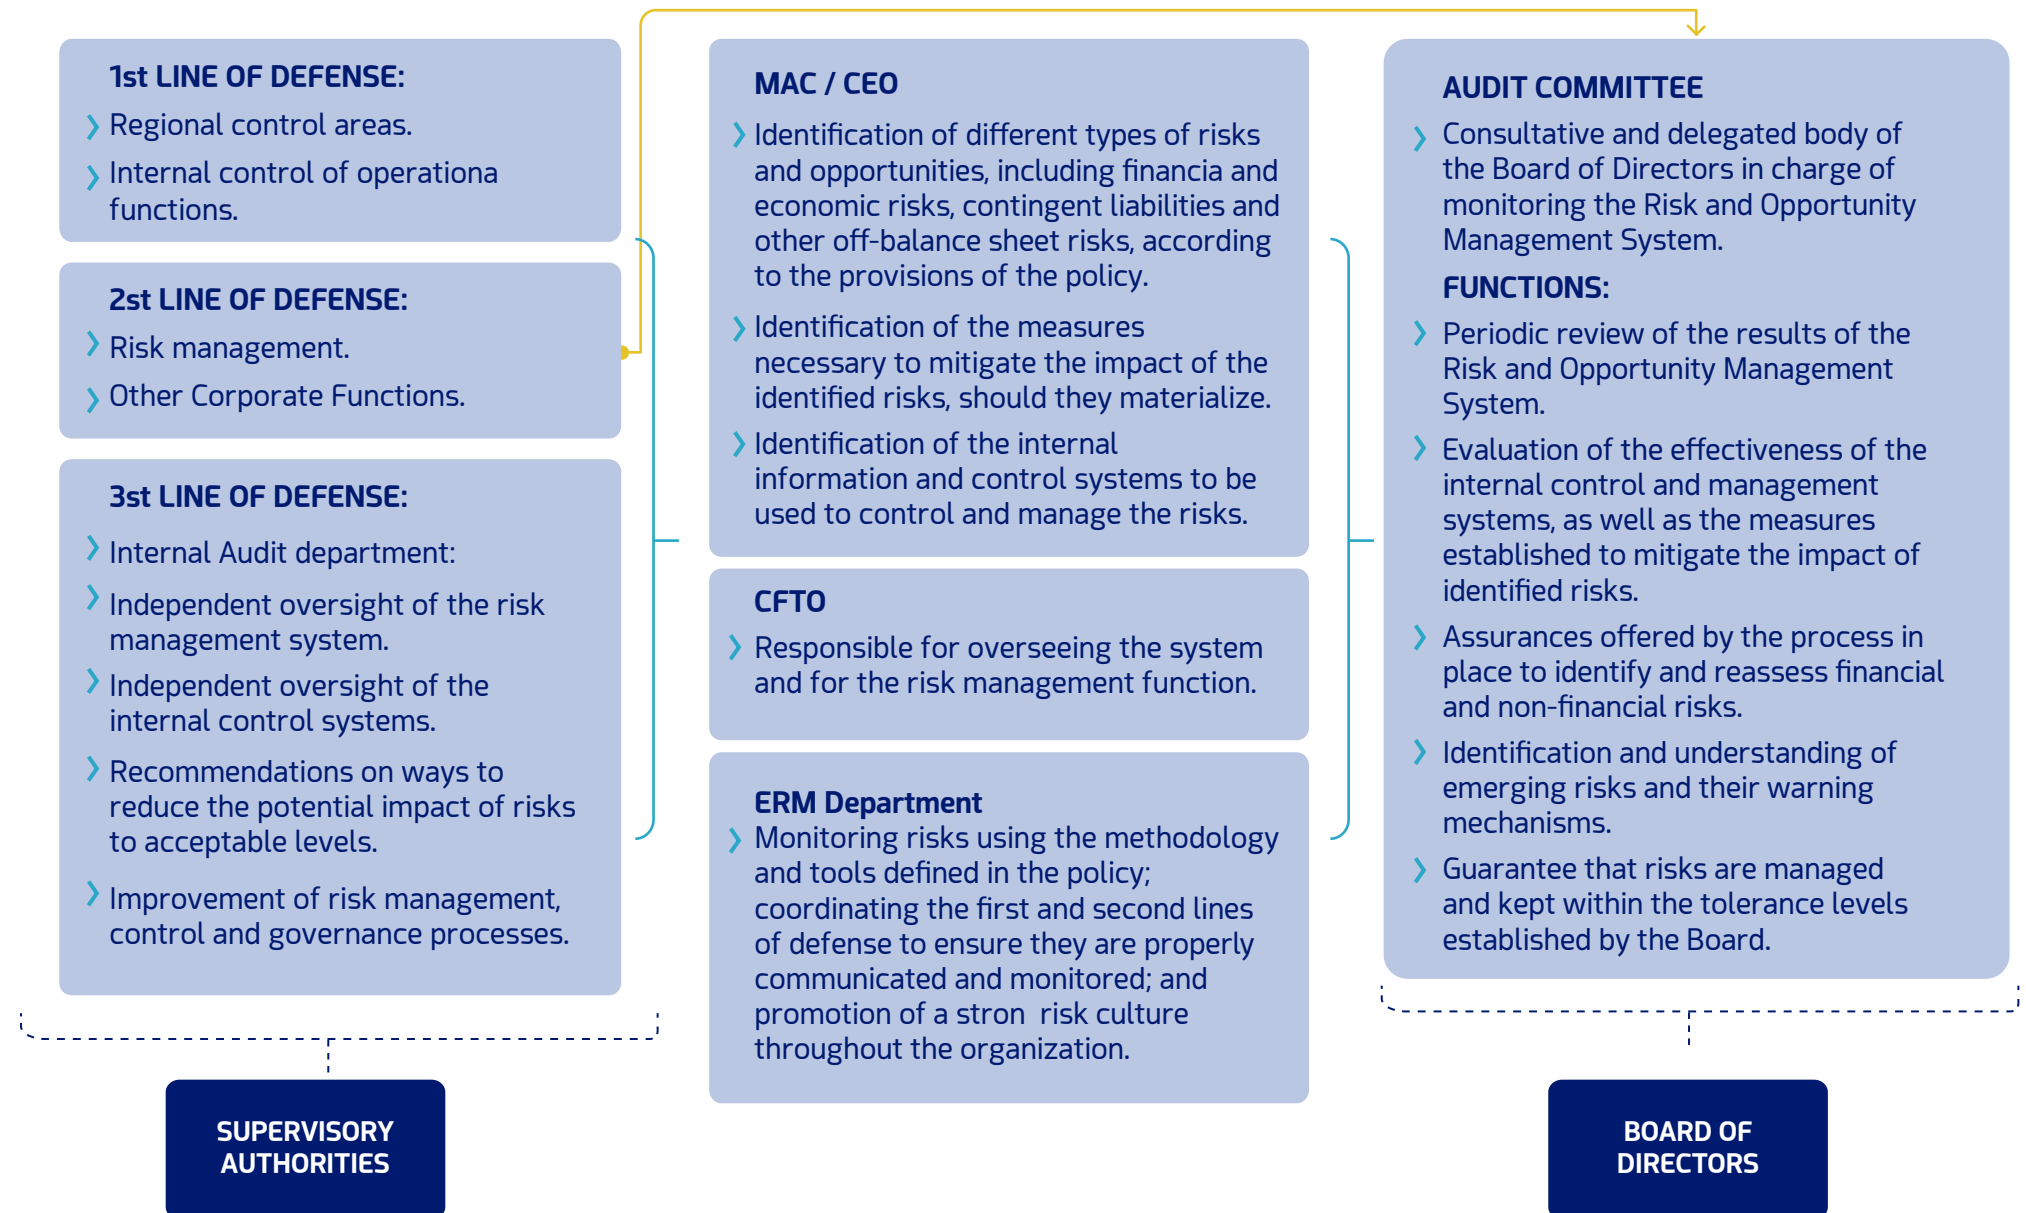 1st LINE OF DEFENSE:
Regional control areas.
Internal control of operationa
functions.
2st LINE OF DEFENSE:
Risk management.
Other Corporate Functions.
3st LINE OF DEFENSE:
Internal Audit department:
Independent oversight of the risk
management system.
Independent oversight of the
internal control systems.
Recommendations on ways to
reduce the potential impact of risks
to acceptable levels.
Improvement of risk management,
control and governance processes.
SUPERVISORY
AUTHORITIES
MAC / CEO
Identification of different types of risks
and opportunities, including financia and
economic risks, contingent liabilities and
other off-balance sheet risks, according
to the provisions of the policy.
Identification of the measures
necessary to mitigate the impact of the
identified risks, should they materialize.
Identification of the internal
information and control systems to be
used to control and manage the risks.
CFTO
Responsible for overseeing the system
and for the risk management function.
ERM Department
Monitoring risks using the methodology
and tools defined in the policy;
coordinating the first and second lines
of defense to ensure they are properly
communicated and monitored; and
promotion of a stron  risk culture
throughout the organization.
AUDIT COMMITTEE
Consultative and delegated body of
the Board of Directors in charge of
monitoring the Risk and Opportunity
Management System.
FUNCTIONS:
Periodic review of the results of the
Risk and Opportunity Management
System.
Evaluation of the effectiveness of the
internal control and management
systems, as well as the measures
established to mitigate the impact of
identified risks.
Assurances offered by the process in
place to identify and reassess financial
and non-financial risks.
Identification and understanding of
emerging risks and their warning
mechanisms.
Guarantee that risks are managed
and kept within the tolerance levels
established by the Board.
BOARD OF
DIRECTORS